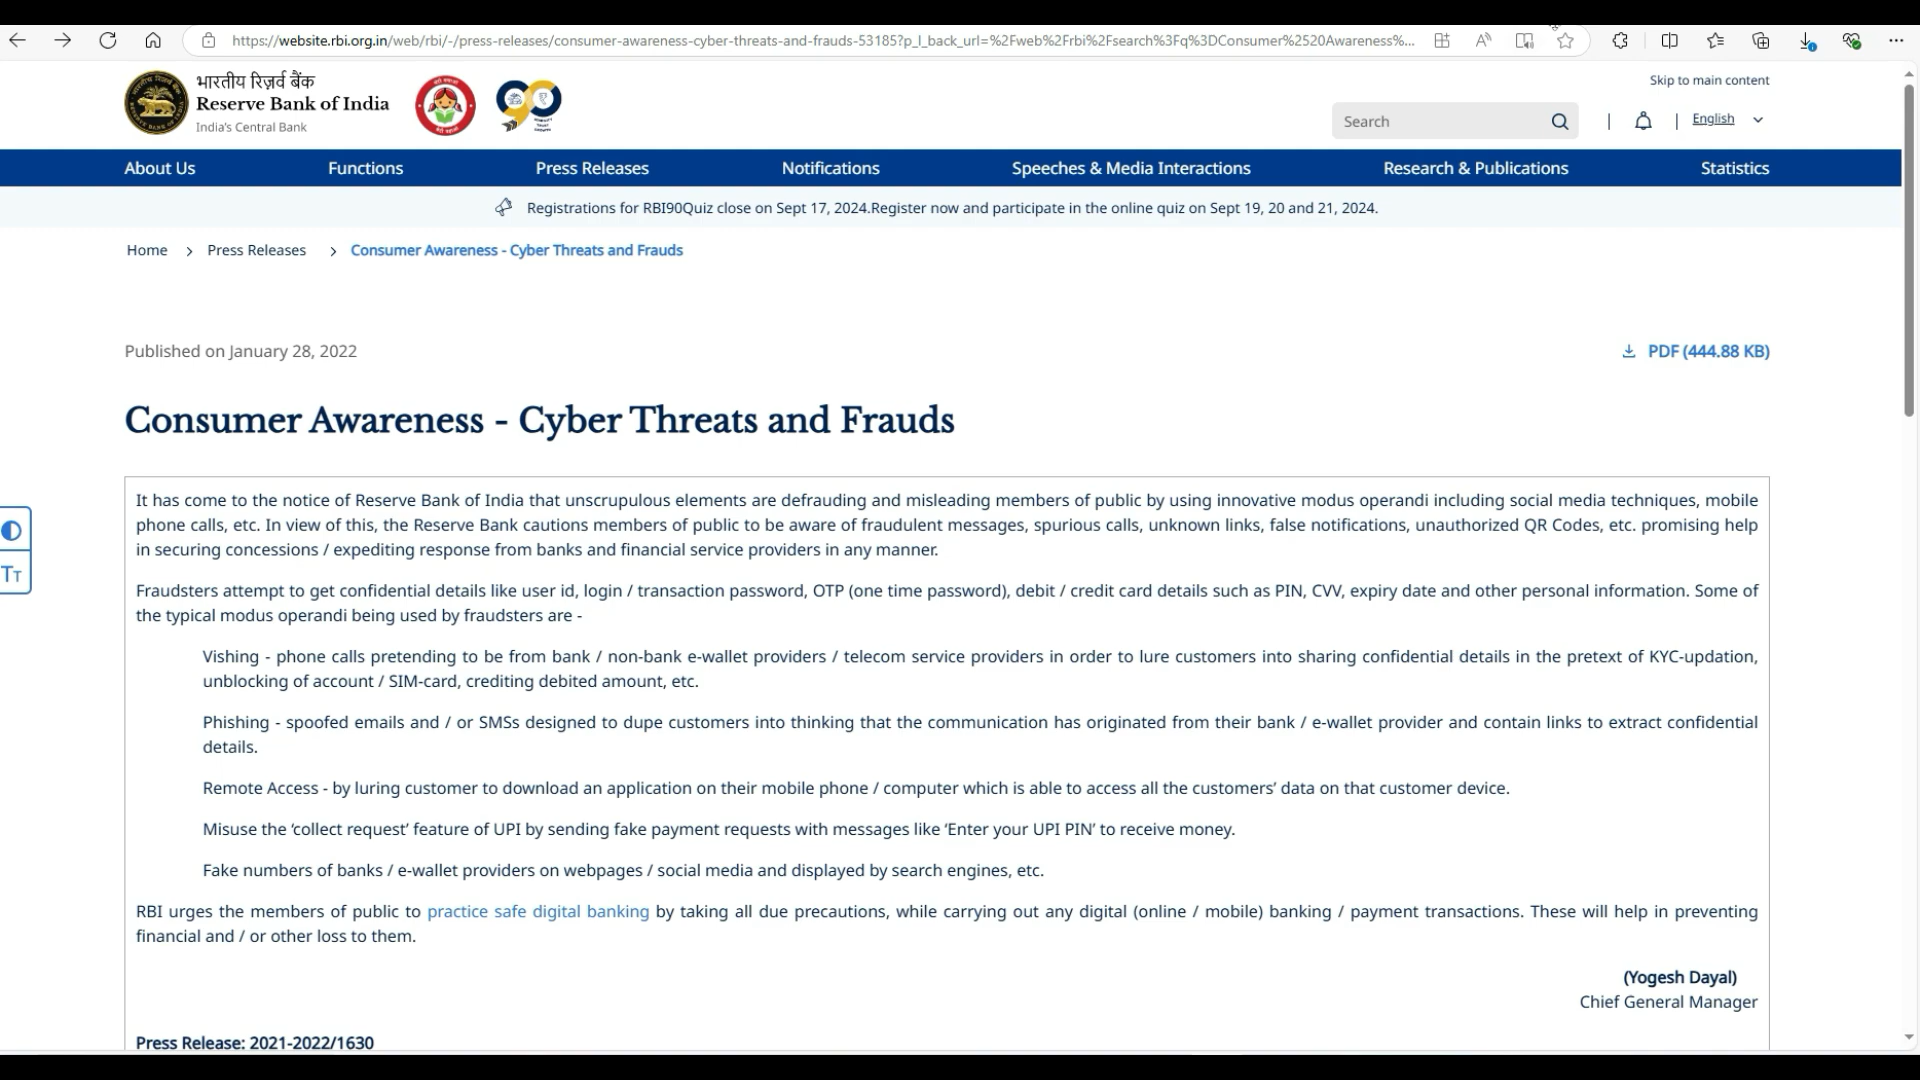 https://website.rbi.org.in/web/rbi/-/press-releases/consumer-awareness-cyber-threats-and-frauds-53185?p_l_back_url=%2Fweb%2Frbi%2Fsearch%3Fq%3DConsumer%2520Awareness%...
Skip to main content
भारतीय रिज़र्व बैंक
Reserve Bank of India
India's Central Bank
Search
English
About Us Functions Press Releases Notifications Speeches & Media Interactions Research & Publications Statistics
Registrations for RBI90Quiz close on Sept 17, 2024.Register now and participate in the online quiz on Sept 19, 20 and 21, 2024.
Home > Press Releases > Consumer Awareness - Cyber Threats and Frauds
Published on January 28, 2022
PDF (444.88 KB)
Consumer Awareness - Cyber Threats and Frauds
It has come to the notice of Reserve Bank of India that unscrupulous elements are defrauding and misleading members of public by using innovative modus operandi including social media techniques, mobile
phone calls, etc. In view of this, the Reserve Bank cautions members of public to be aware of fraudulent messages, spurious calls, unknown links, false notifications, unauthorized QR Codes, etc. promising help
in securing concessions / expediting response from banks and financial service providers in any manner.
Fraudsters attempt to get confidential details like user id, login / transaction password, OTP (one time password), debit / credit card details such as PIN, CVV, expiry date and other personal information. Some of
the typical modus operandi being used by fraudsters are -
Vishing - phone calls pretending to be from bank / non-bank e-wallet providers / telecom service providers in order to lure customers into sharing confidential details in the pretext of KYC-updation,
unblocking of account / SIM-card, crediting debited amount, etc.
Phishing - spoofed emails and / or SMSs designed to dupe customers into thinking that the communication has originated from their bank / e-wallet provider and contain links to extract confidential
details.
Remote Access - by luring customer to download an application on their mobile phone / computer which is able to access all the customers' data on that customer device.
Misuse the 'collect request' feature of UPI by sending fake payment requests with messages like 'Enter your UPI PIN' to receive money.
Fake numbers of banks / e-wallet providers on webpages / social media and displayed by search engines, etc.
RBI urges the members of public to practice safe digital banking by taking all due precautions, while carrying out any digital (online / mobile) banking / payment transactions. These will help in preventing
financial and / or other loss to them.
(Yogesh Dayal)
Chief General Manager
Press Release: 2021-2022/1630